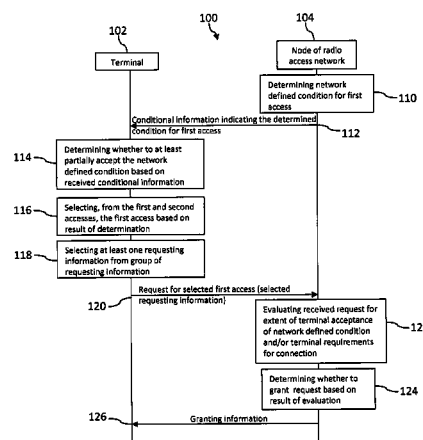 100
102
104
Terminal
Node of radio
access network
Determining network
defined condition for first
access
110
Conditional information indicating the determined
condition for first access
112
114
Determining whether to at least
partially accept the network
defined condition based on
received conditional information
116
Selecting, from the first and second
accesses, the first access based on
result of determination
118
Selecting at least one requesting
information from group of
requesting information
Request for selected first access (selected
requesting information)
120
Evaluating received request for
extent of terminal acceptance
of network defined condition
and/or terminal requirements
for connection
12
Determining whether to
grant request based on
result of evaluation
124
Granting information
126